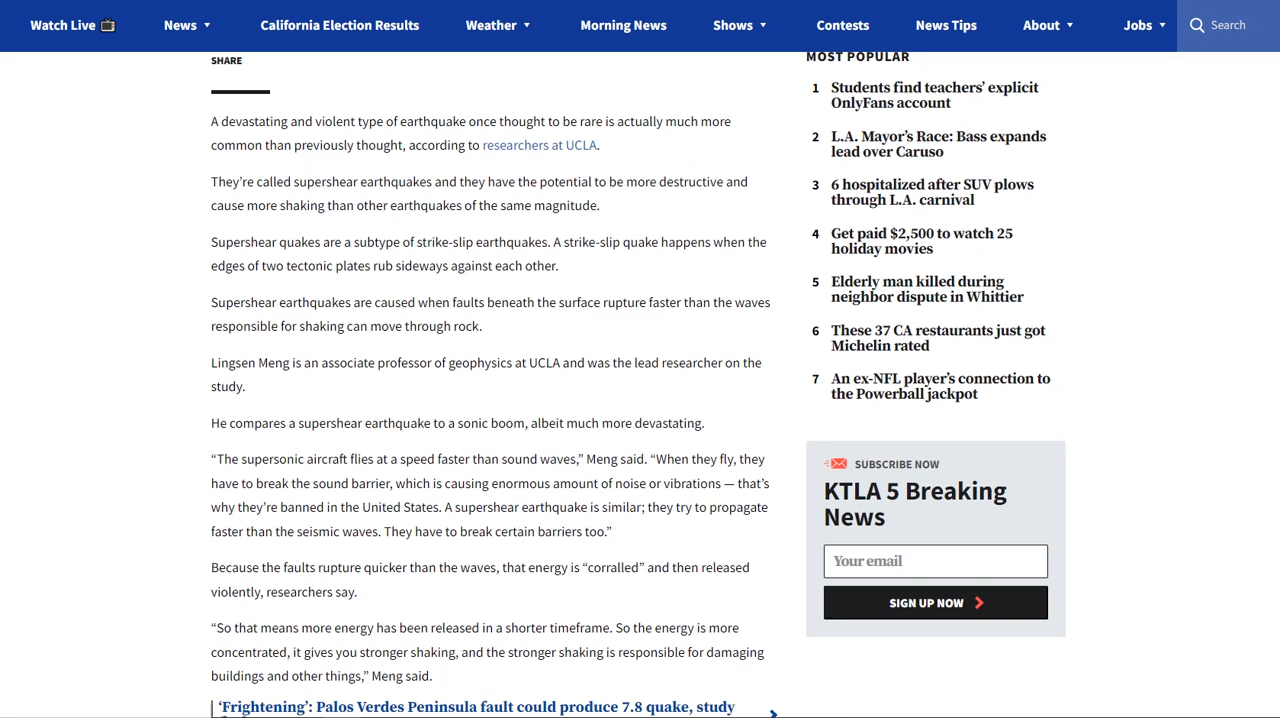 Watch Live
News
California Election Results
Weather
Morning News
Shows
Contests
News Tips
About
Jobs
Search
SHARE
A devastating and violent type of earthquake once thought to be rare is actually much more
common than previously thought, according to researchers at UCLA.
They’re called supershear earthquakes and they have the potential to be more destructive and
cause more shaking than other earthquakes of the same magnitude.
Supershear quakes are a subtype of strike-slip earthquakes. A strike-slip quake happens when the
edges of two tectonic plates rub sideways against each other.
Supershear earthquakes are caused when faults beneath the surface rupture faster than the waves
responsible for shaking can move through rock.
Lingsen Meng is an associate professor of geophysics at UCLA and was the lead researcher on the
study.
He compares a supershear earthquake to a sonic boom, albeit much more devastating.
“The supersonic aircraft flies at a speed faster than sound waves,” Meng said. “When they fly, they
have to break the sound barrier, which is causing enormous amount of noise or vibrations — that’s
why they’re banned in the United States. A supershear earthquake is similar; they try to propagate
faster than the seismic waves. They have to break certain barriers too.”
Because the faults rupture quicker than the waves, that energy is “corralled” and then released
violently, researchers say.
“So that means more energy has been released in a shorter timeframe. So the energy is more
concentrated, it gives you stronger shaking, and the stronger shaking is responsible for damaging
buildings and other things,” Meng said.
‘Frightening’: Palos Verdes Peninsula fault could produce 7.8 quake, study
MOST POPULAR
1 Students find teachers’ explicit
OnlyFans account
2 L.A. Mayor’s Race: Bass expands
lead over Caruso
3 6 hospitalized after SUV plows
through L.A. carnival
4 Get paid $2,500 to watch 25
holiday movies
5 Elderly man killed during
neighbor dispute in Whittier
6 These 37 CA restaurants just got
Michelin rated
7 An ex-NFL player’s connection to
the Powerball jackpot
SUBSCRIBE NOW
KTLA 5 Breaking
News
Your email
SIGN UP NOW